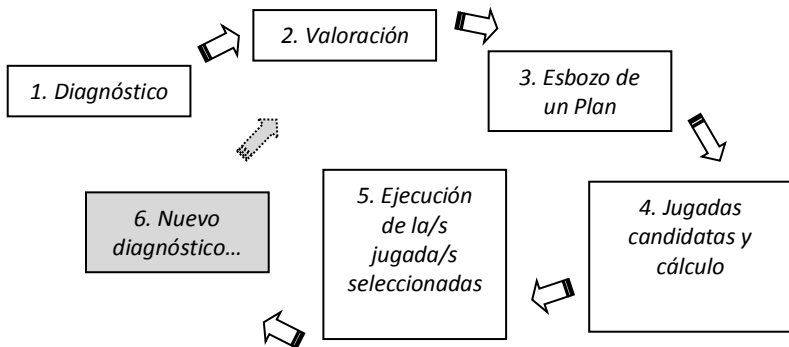 1. Diagnóstico
2. Valoración
3. Esbozo de
un Plan
4. Jugadas
candidatas y
cálculo
5. Ejecución
de la/s
jugada/s
seleccionadas
6. Nuevo
diagnóstico…